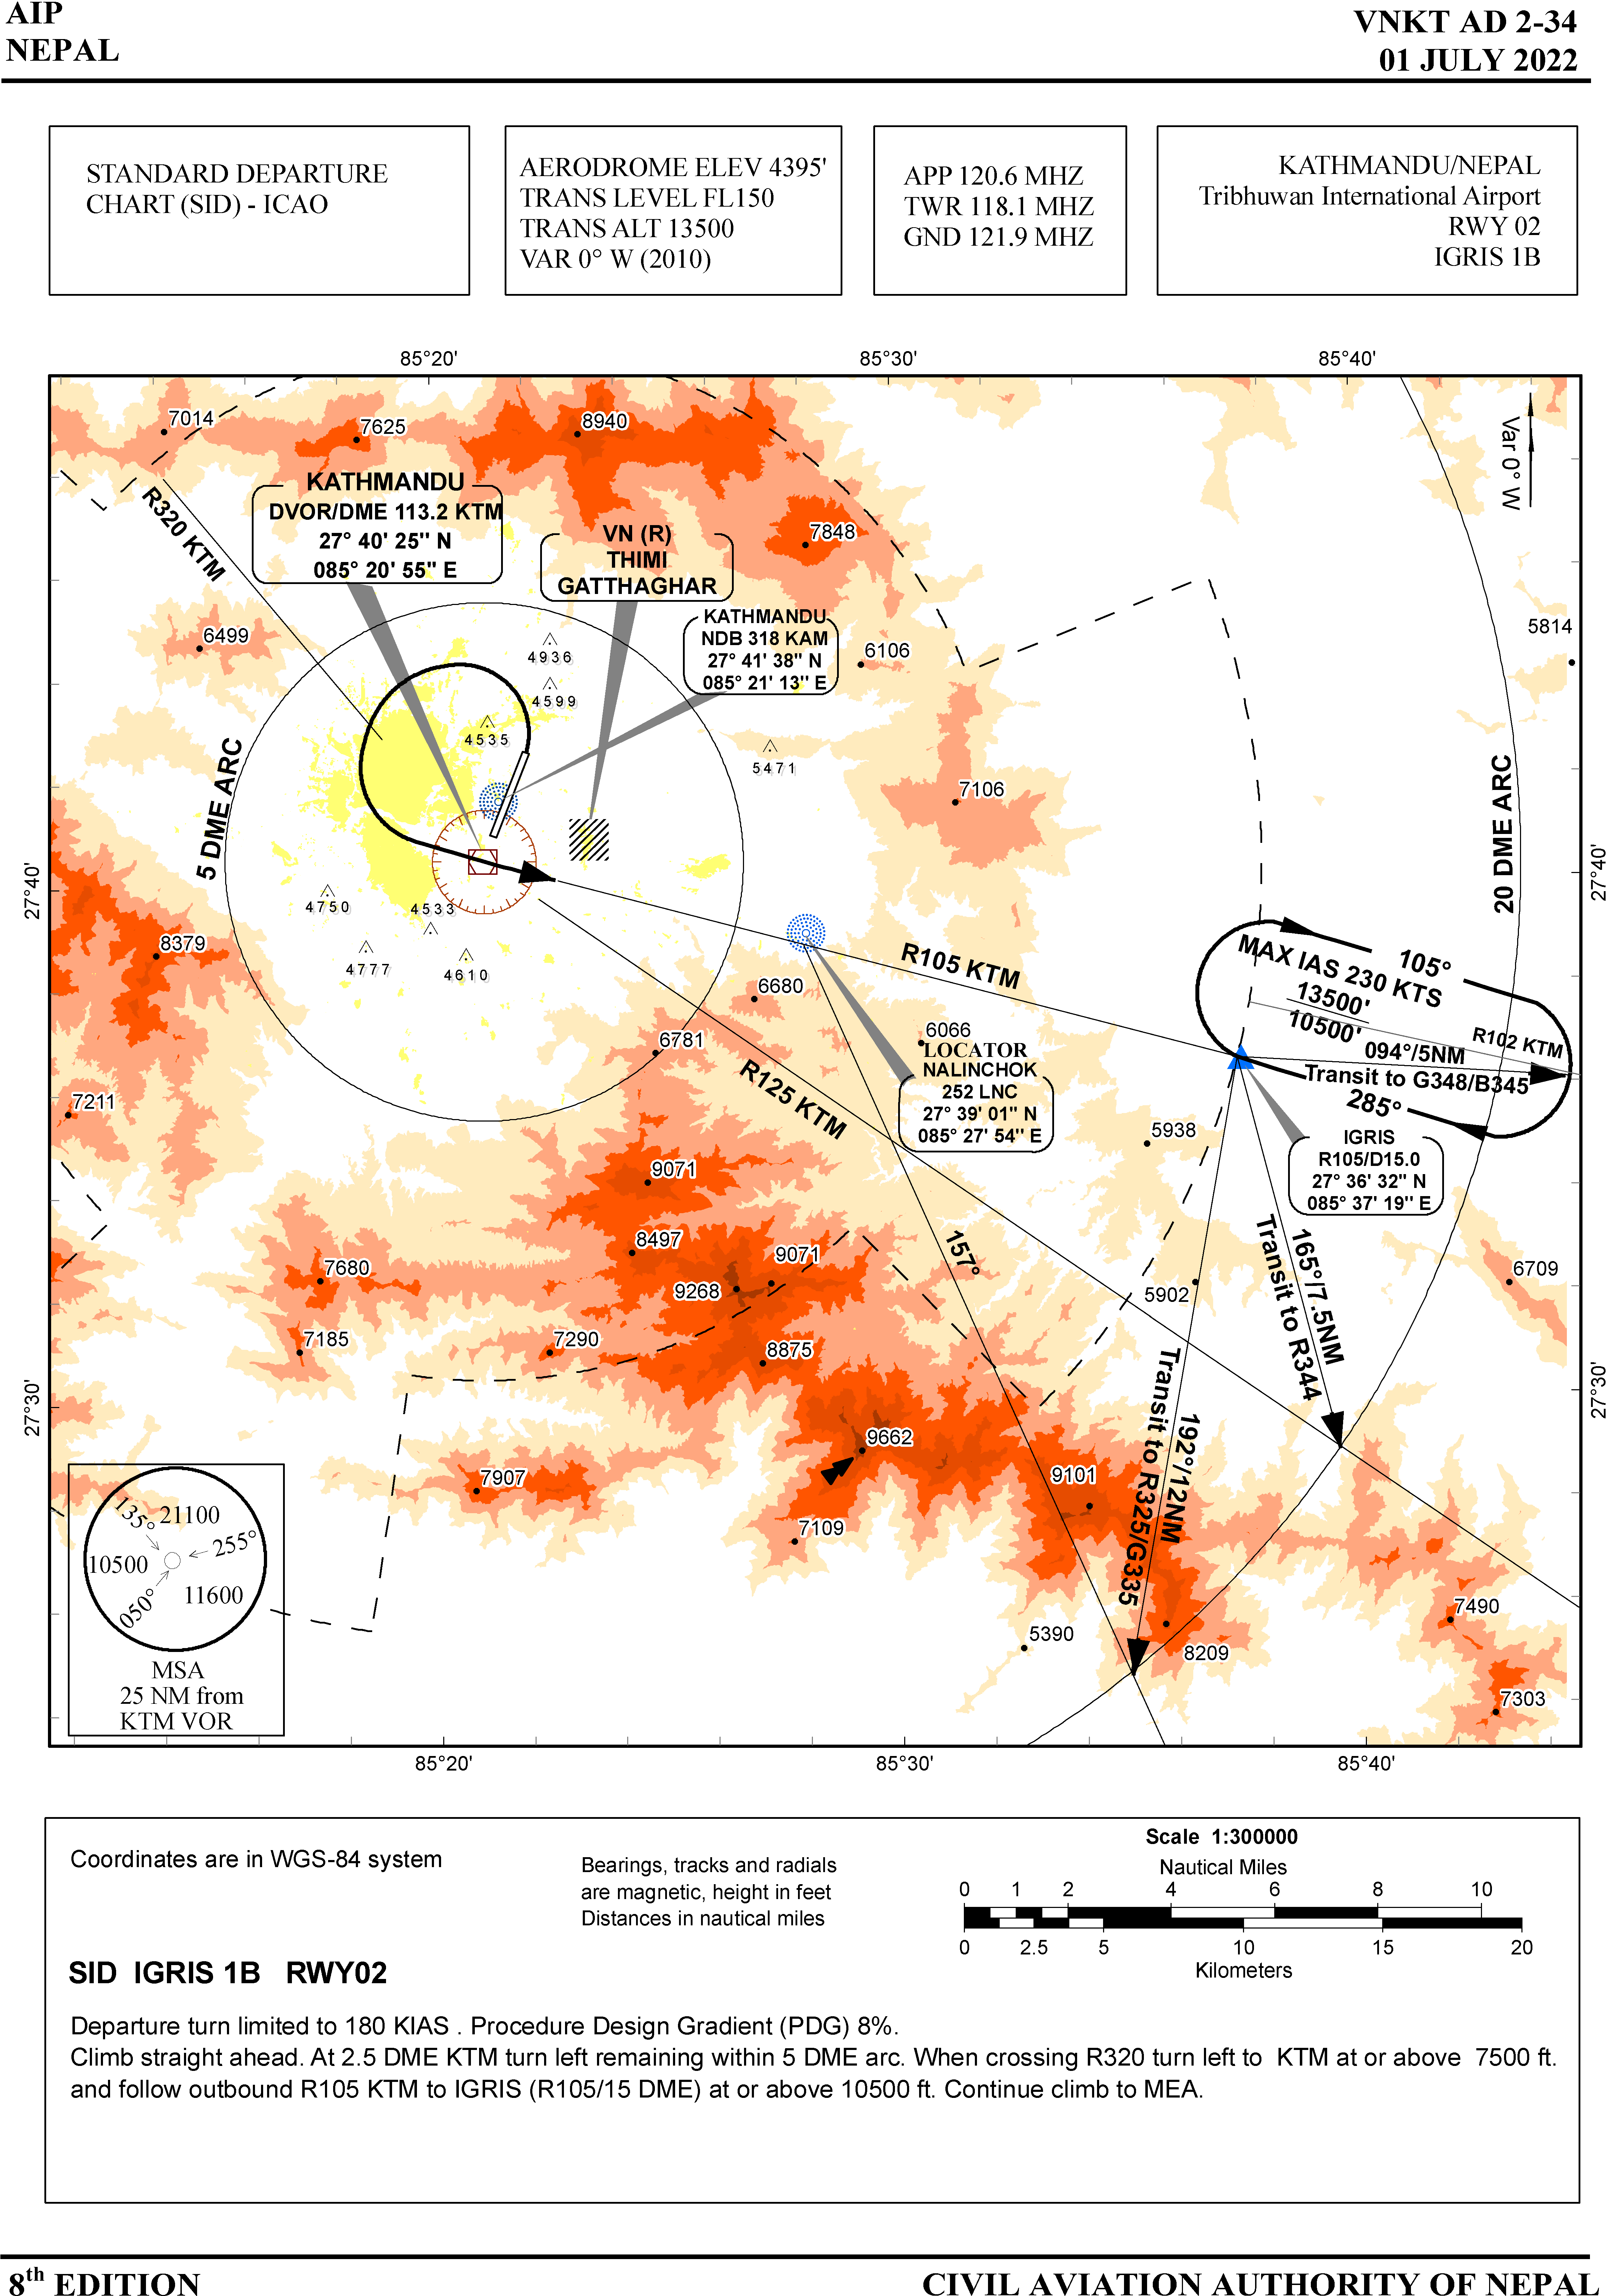 AIP
NEPAL
VNKT AD 2-34
01 JULY 2022
STANDARD DEPARTURE
CHART (SID) - ICAO
AERODROME ELEV 4395'
TRANS LEVEL FL150
TRANS ALT 13500
VAR 0° W (2010)
APP 120.6 MHZ
TWR 118.1 MHZ
GND 121.9 MHZ
KATHMANDU/NEPAL
Tribhuwan International Airport
RWY 02
IGRIS 1B
85°20'
85°30'
85°40'
7014
7625
8940
Var 0° W
R320 KTM
KATHMANDU
DVOR/DME 113.2 KTM
27° 40' 25" N
085° 20' 55" E
VN (R)
THIMI
GATTHAGHAR
7848
KATHMANDU
NDB 318 KAM
27° 41' 38" N
085° 21' 13" E
6499
4936
4599
4535
6106
5814
5471
7106
5 DME ARC
20 DME ARC
27°40'
27°40'
4750
4533
4777
4610
8379
R105 KTM
MAX IAS 230 KTS
105°
13500'
10500'
R102 KTM
094°/5NM
Transit to G348/B345
285°
6680
6781
6066
LOCATOR
NALINCHOK
252 LNC
27° 39' 01" N
085° 27' 54" E
R125 KTM
7211
5938
IGRIS
R105/D15.0
27° 36' 32" N
085° 37' 19" E
9071
8497
9071
9268
7680
157°
165°/7.5NM
Transit to R344
5902
6709
7185
7290
8875
27°30'
27°30'
192°/12NM
Transit to R325/G335
9662
9101
7907
7109
7490
5390
8209
7303
135°
21100
255°
10500
11600
050°
MSA
25 NM from
KTM VOR
85°20'
85°30'
85°40'
Coordinates are in WGS-84 system
Bearings, tracks and radials
are magnetic, height in feet
Distances in nautical miles
Scale 1:300000
Nautical Miles
0 1 2 4 6 8 10
0 2.5 5 10 15 20
Kilometers
SID IGRIS 1B RWY02
Departure turn limited to 180 KIAS . Procedure Design Gradient (PDG) 8%.
Climb straight ahead. At 2.5 DME KTM turn left remaining within 5 DME arc. When crossing R320 turn left to KTM at or above 7500 ft.
and follow outbound R105 KTM to IGRIS (R105/15 DME) at or above 10500 ft. Continue climb to MEA.
8th EDITION
CIVIL AVIATION AUTHORITY OF NEPAL